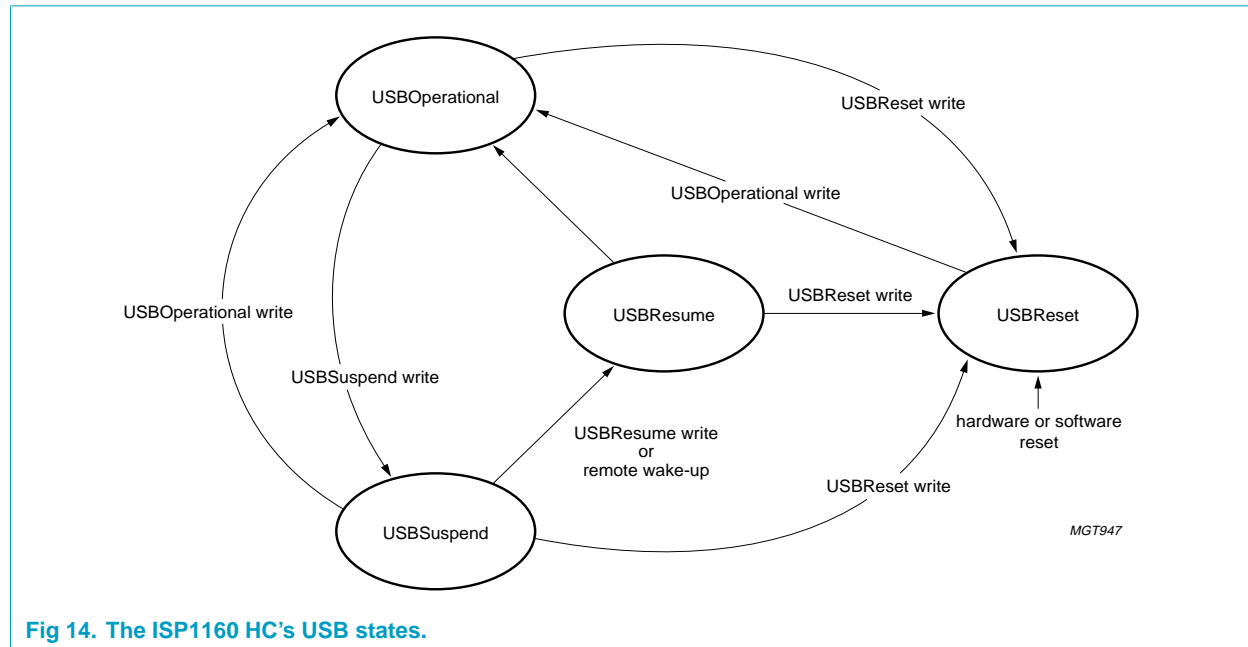 USBOperational
USBReset write
USBOperational write
USBReset write
USBResume
USBReset
USBOperational write
USBSuspend write
hardware or software
reset
USBResume write
or
remote wake-up
USBReset write
USBSuspend
MGT947
Fig 14. The ISP1160 HC's USB states.